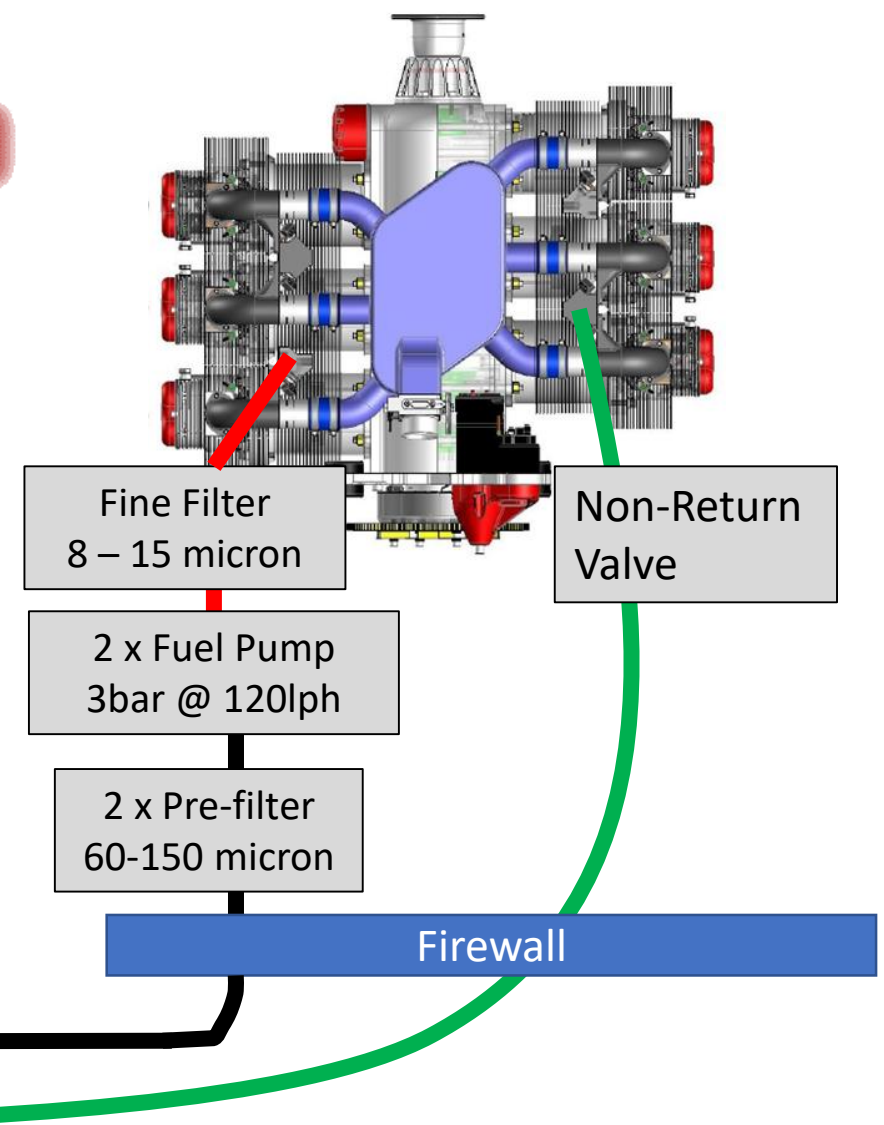 Fine Filter
8 – 15 micron
Non-Return
Valve
2 x Fuel Pump
3bar @ 120lph
2 x Pre-filter
60-150 micron
Firewall